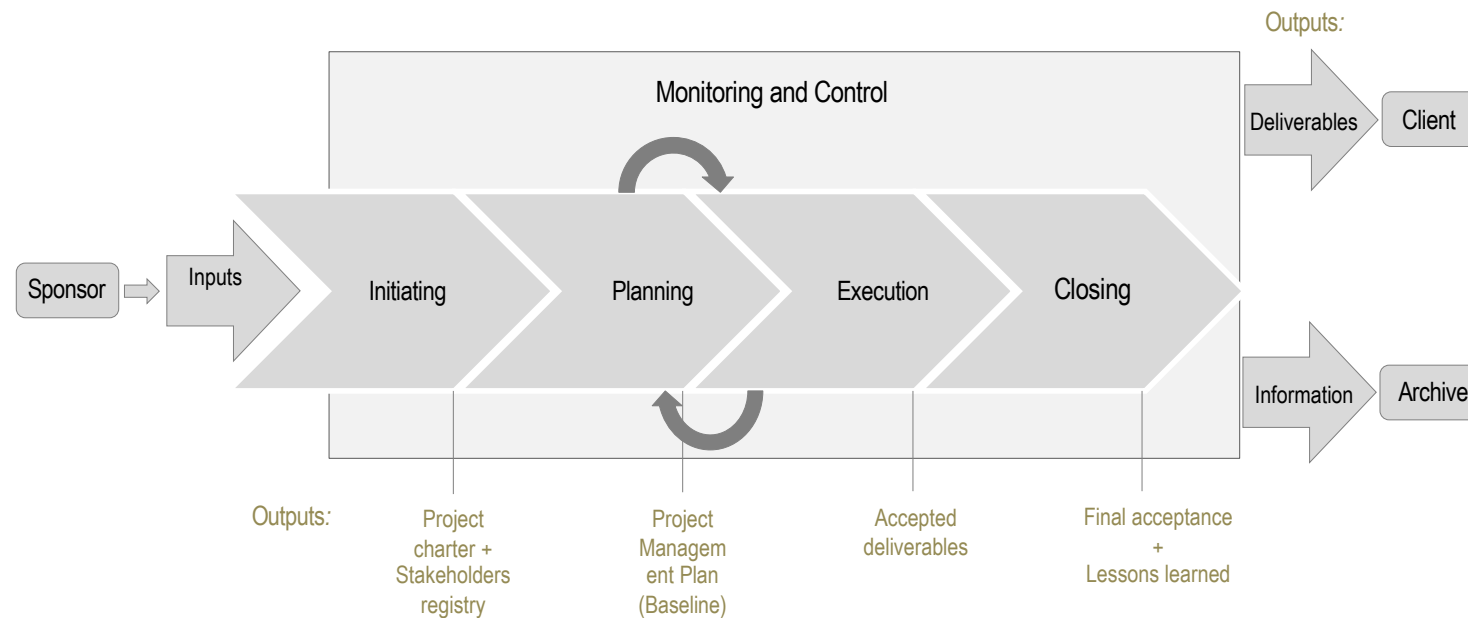 Outputs:
Monitoring and Control
Deliverables
Client
Sponsor
Inputs
Initiating
Planning
Execution
Closing
Information
Archive
Outputs:
Project
charter +
Stakeholders
registry
Project
Managem
ent Plan
(Baseline)
Accepted
deliverables
Final acceptance
+
Lessons learned